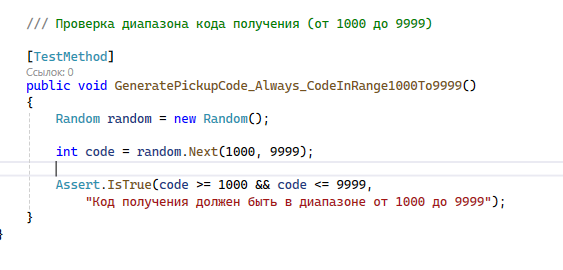 /// Проверка диапазона кода получения (от 1000 до 9999)
[TestMethod]
Ссылок: 0
public void GeneratePickupCode_Always_CodeInRange1000To9999()
{
Random random = new Random();
int code = random.Next(1000, 9999);
Assert.IsTrue(code >= 1000 && code <= 9999,
"Код получения должен быть в диапазоне от 1000 до 9999");
}
}